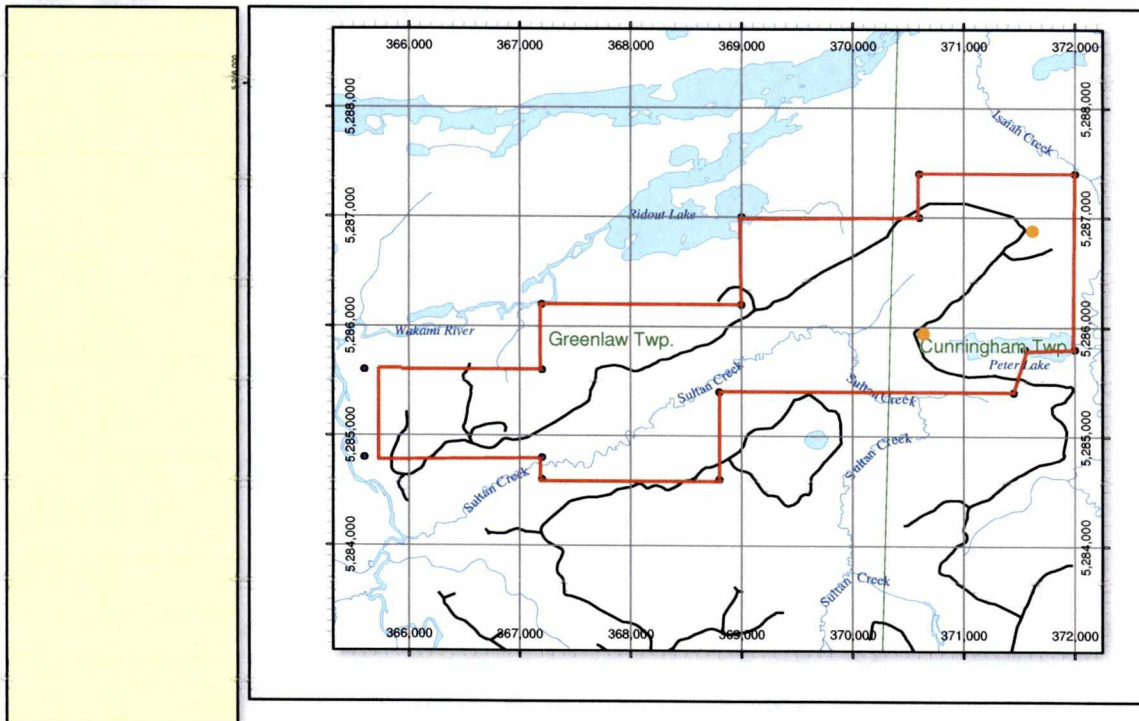 366,000 367,000 368,000 369,000 370,000 371,000 372,000
5,288,000
5,288,000
5,288,000
Isaiah Creek
5,287,000
Ridout Lake
5,287,000
5,286,000
Wakami River
Greenlaw Twp.
Cunningham Twp.
5,286,000
Peter Lake
Sultan Creek
Sultan Creek
5,285,000
5,285,000
Sultan Creek
Sultan Creek
5,284,000
5,284,000
Sultan Creek
366,000 367,000 368,000 369,000 370,000 371,000 372,000